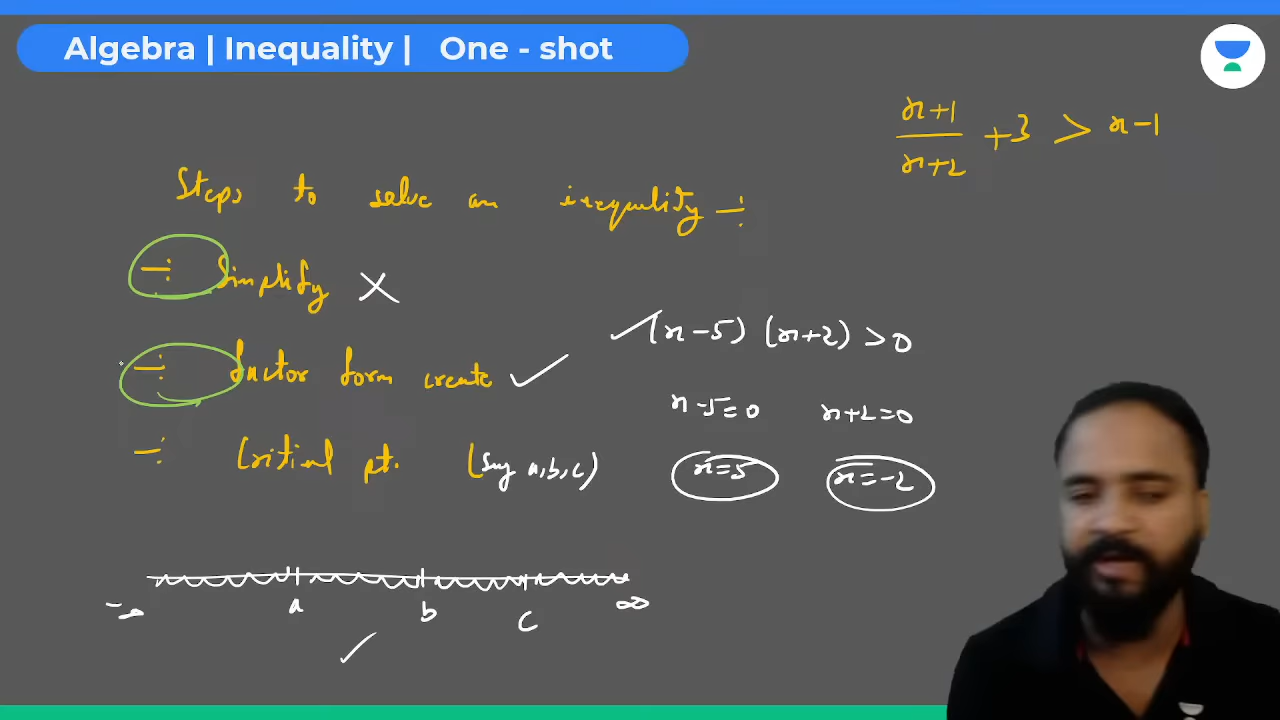 Algebra | Inequality | One - shot
x+1
x+2
+3 > x-1
Steps to solve an inequality :-
:- Simplify ×
(x-5) (x+2) > 0
:- factor form create ✓
x-5=0 x+2=0
:- Critical pt. (say a,b,c)
x=5 x=-2
-∞ a b c ∞